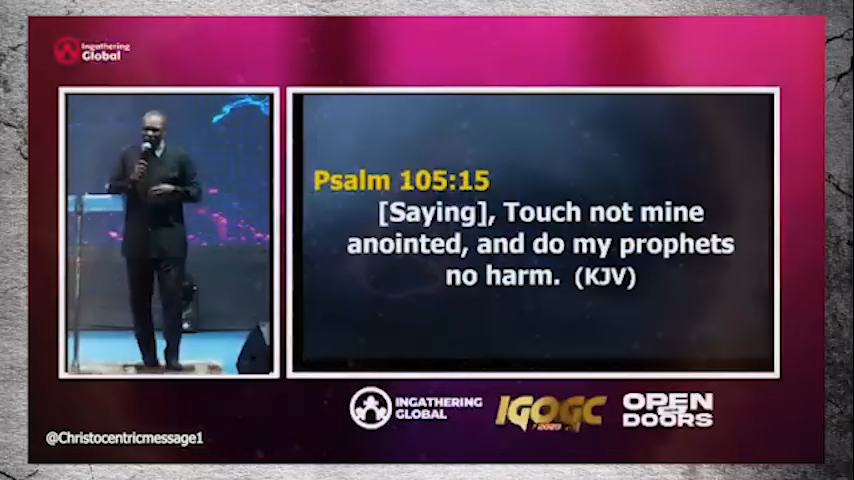 Ingathering
Global
Psalm 105:15
[Saying], Touch not mine
anointed, and do my prophets
no harm. (KJV)
INGATHERING
GLOBAL
IGOGC
2023
OPEN
DOORS
@Christocentricmessage1